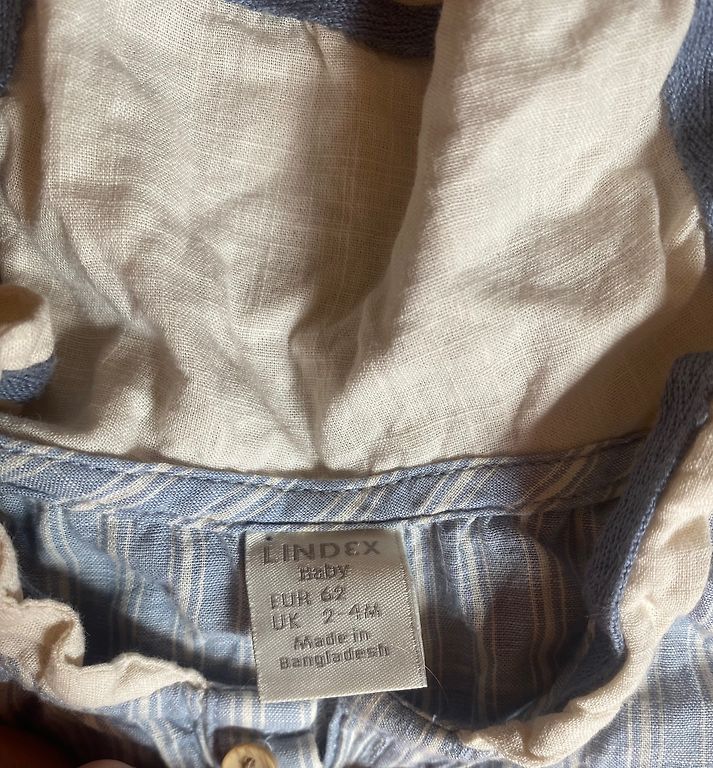 LINDEX
Baby
EUR 62
UK 2-4M
Made in
Bangladesh